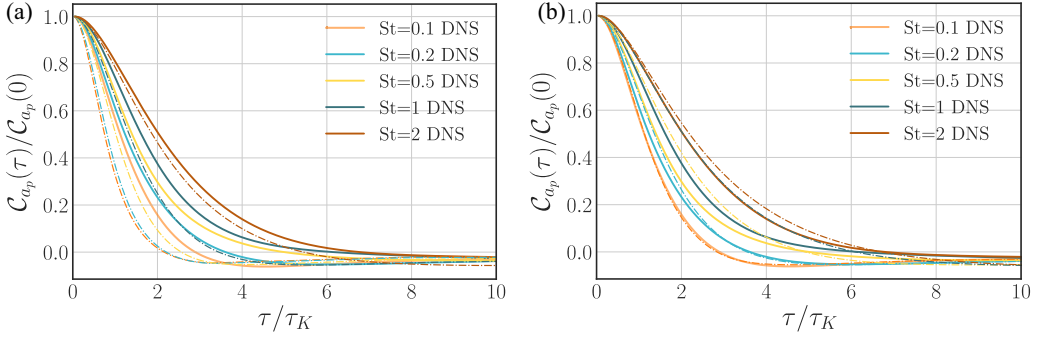 (a)
1.0
0.8
0.6
0.4
0.2
0.0
0
2
4
6
8
10
τ/τ_K
C_{a_p}(τ)/C_{a_p}(0)
St=0.1 DNS
St=0.2 DNS
St=0.5 DNS
St=1 DNS
St=2 DNS
(b)
1.0
0.8
0.6
0.4
0.2
0.0
0
2
4
6
8
10
τ/τ_K
C_{a_p}(τ)/C_{a_p}(0)
St=0.1 DNS
St=0.2 DNS
St=0.5 DNS
St=1 DNS
St=2 DNS